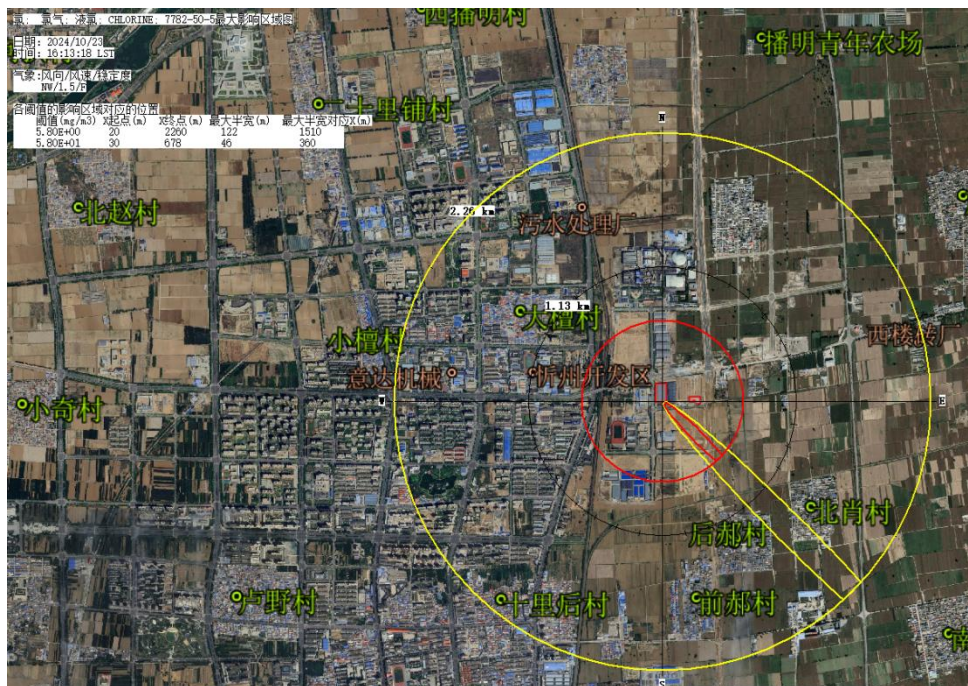 氯; 氯气; 液氯; CHLORINE; 7782-50-5最大影响区域图
日期: 2024/10/23
时间: 16:13:18 LST
气象:风向/风速/稳定度
NW/1.5/F
各阈值的影响区域对应的位置
阈值(mg/m3) X起点(m) X终点(m) 最大半宽(m) 最大半宽对应X(m)
5.80E+00 20 2260 122 1510
5.80E+01 30 678 46 360
西播明村
播明青年农场
二十里铺村
北赵村
2.26 km
污水处理厂
N
1.13 km
大檀村
小檀村
西楼砖厂
意达机械
忻州开发区
小奇村
W
E
北肖村
后郝村
卢野村
十里后村
前郝村
南
S